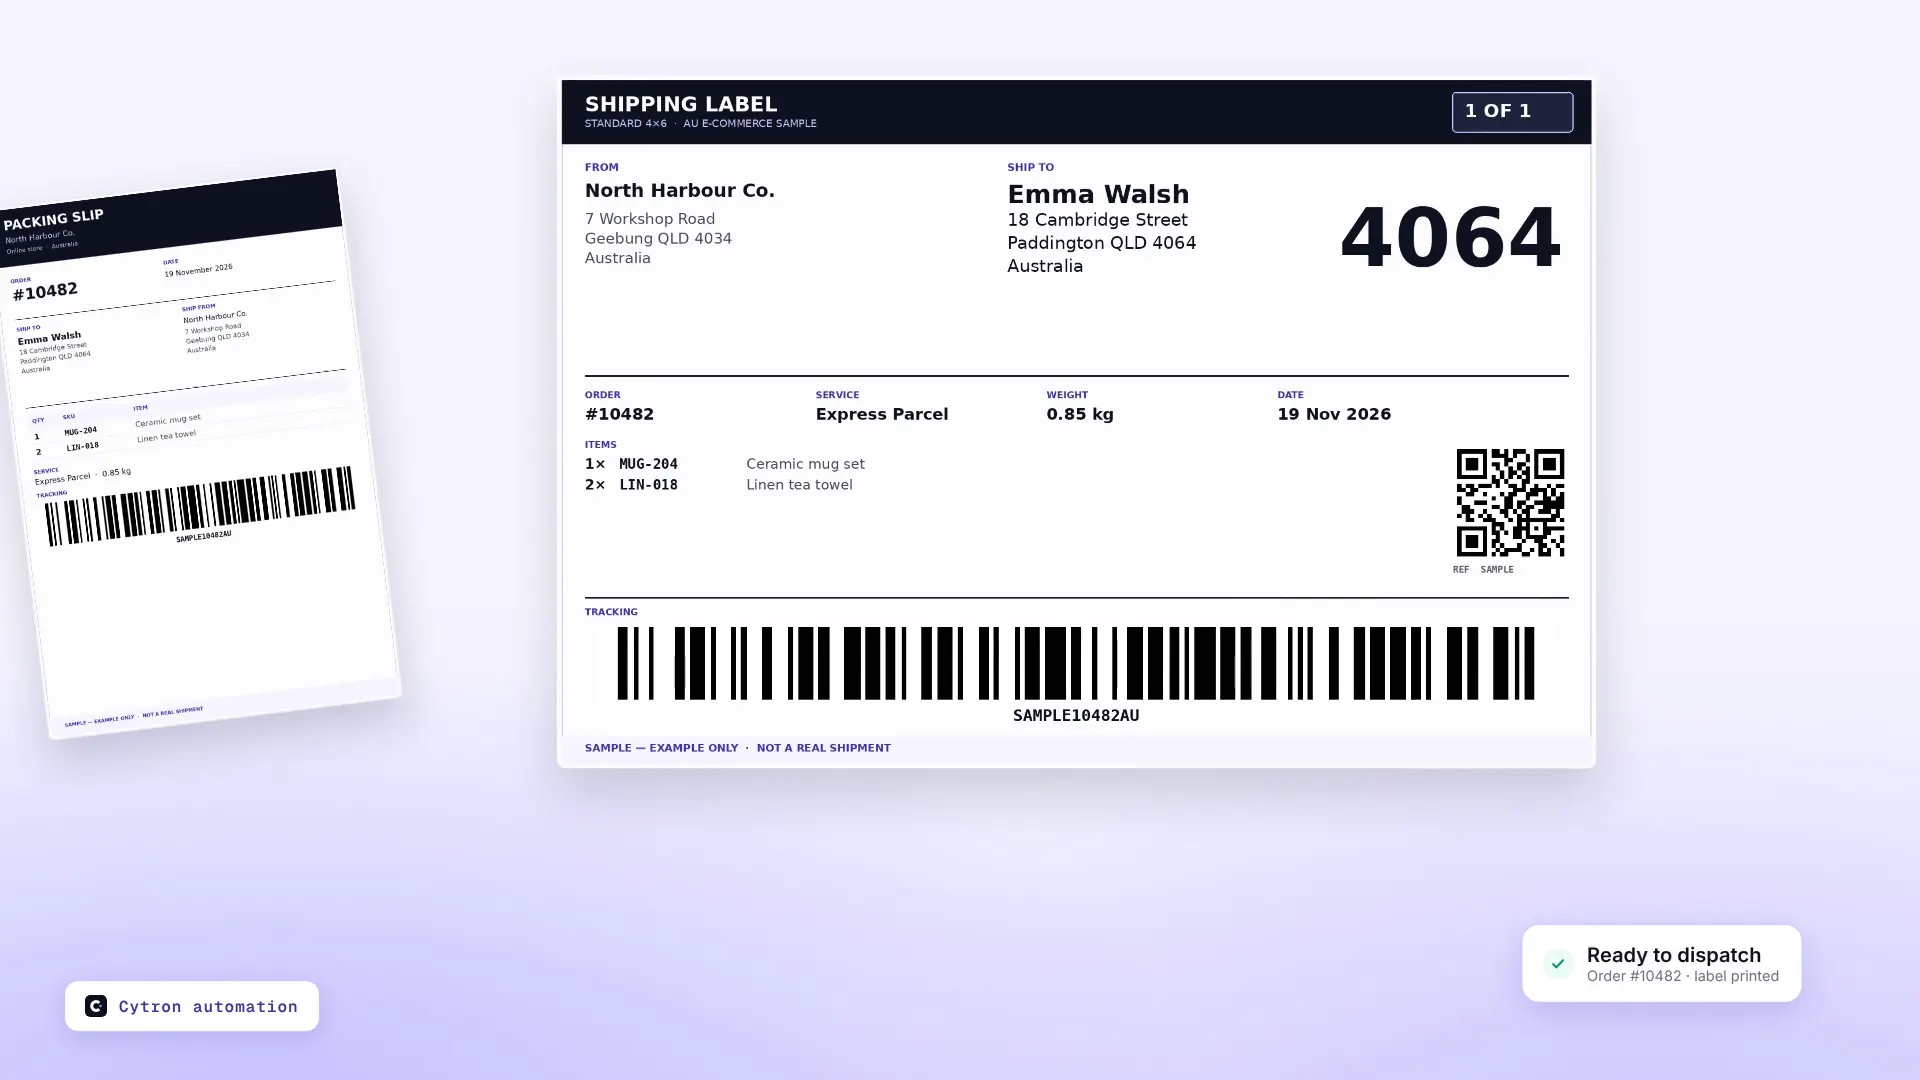 PACKING SLIP
North Harbour Co.
Online store · Australia
ORDER
#10482
DATE
19 November 2026
SHIP TO
Emma Walsh
18 Cambridge Street
Paddington QLD 4064
Australia
SHIP FROM
North Harbour Co.
7 Workshop Road
Geebung QLD 4034
Australia
QTY SKU ITEM
1 MUG-204 Ceramic mug set
2 LIN-018 Linen tea towel
SERVICE
Express Parcel · 0.85 kg
TRACKING
SAMPLE10482AU
SAMPLE — EXAMPLE ONLY · NOT A REAL SHIPMENT
SHIPPING LABEL
STANDARD 4×6 · AU E-COMMERCE SAMPLE
1 OF 1
FROM
North Harbour Co.
7 Workshop Road
Geebung QLD 4034
Australia
SHIP TO
Emma Walsh
18 Cambridge Street
Paddington QLD 4064
Australia
4064
ORDER SERVICE WEIGHT DATE
#10482 Express Parcel 0.85 kg 19 Nov 2026
ITEMS
1× MUG-204 Ceramic mug set
2× LIN-018 Linen tea towel
REF SAMPLE
TRACKING
SAMPLE10482AU
SAMPLE — EXAMPLE ONLY · NOT A REAL SHIPMENT
Ready to dispatch
Order #10482 · label printed
Cytron automation